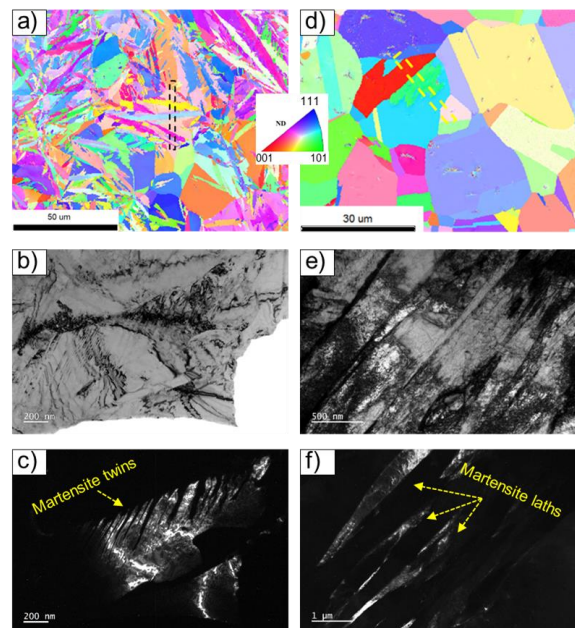 a)
d)
111
ND
001
101
50 um
30 um
b)
e)
200 nm
500 nm
c)
f)
Martensite twins
Martensite laths
200 nm
1 µm